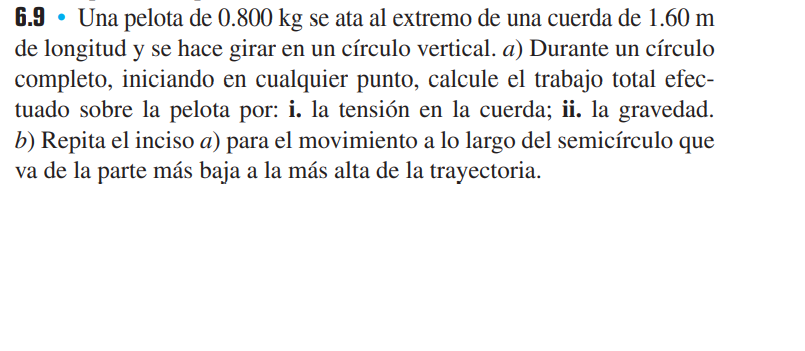 6.9 • Una pelota de 0.800 kg se ata al extremo de una cuerda de 1.60 m
de longitud y se hace girar en un círculo vertical. a) Durante un círculo
completo, iniciando en cualquier punto, calcule el trabajo total efec-
tuado sobre la pelota por: i. la tensión en la cuerda; ii. la gravedad.
b) Repita el inciso a) para el movimiento a lo largo del semicírculo que
va de la parte más baja a la más alta de la trayectoria.